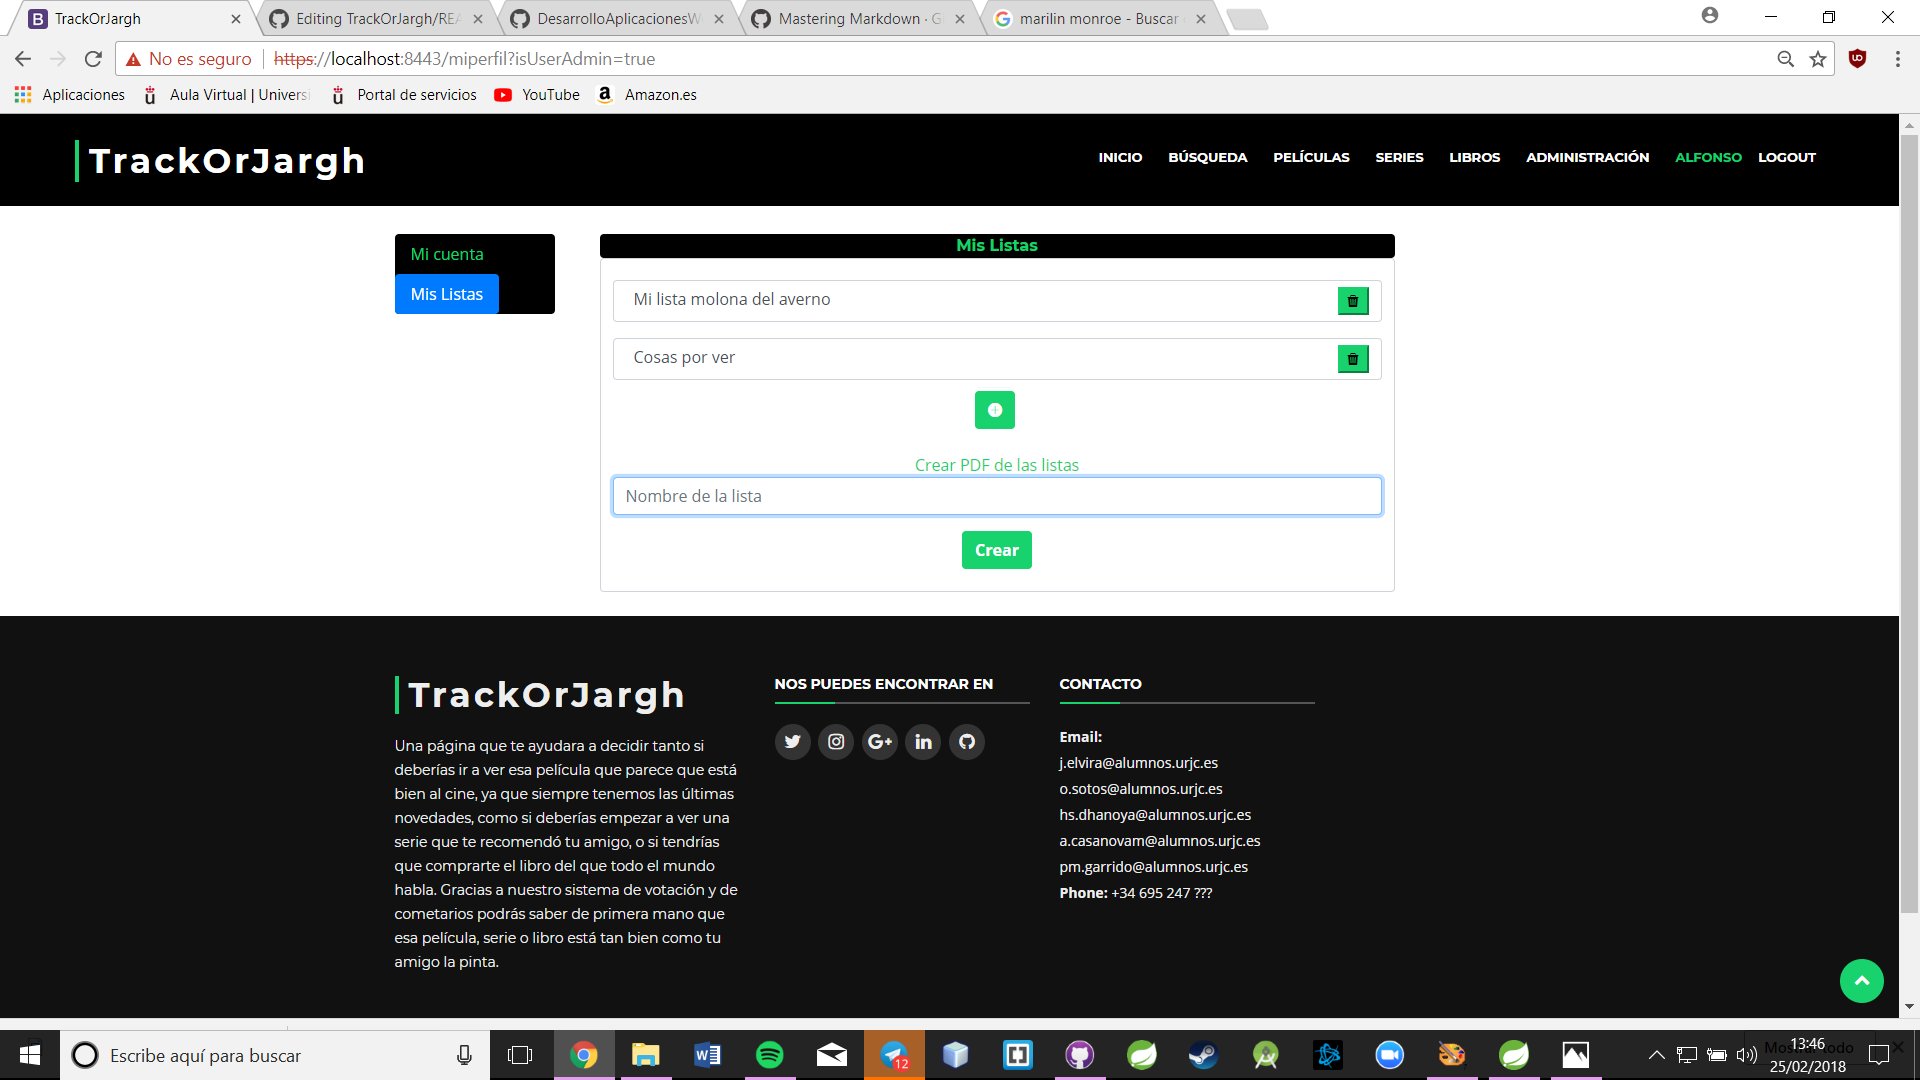 TrackOrJargh
Editing TrackOrJargh/REA
DesarrolloAplicacionesW
Mastering Markdown · G
marilin monroe - Buscar
No es seguro
https://localhost:8443/miperfil?isUserAdmin=true
Aplicaciones
Aula Virtual | Universi
Portal de servicios
YouTube
Amazon.es
TrackOrJargh
INICIO
BÚSQUEDA
PELÍCULAS
SERIES
LIBROS
ADMINISTRACIÓN
ALFONSO
LOGOUT
Mi cuenta
Mis Listas
Mis Listas
Mi lista molona del averno
Cosas por ver
Crear PDF de las listas
Nombre de la lista
Crear
TrackOrJargh
Una página que te ayudara a decidir tanto si
deberías ir a ver esa película que parece que está
bien al cine, ya que siempre tenemos las últimas
novedades, como si deberías empezar a ver una
serie que te recomendó tu amigo, o si tendrías
que comprarte el libro del que todo el mundo
habla. Gracias a nuestro sistema de votación y de
cometarios podrás saber de primera mano que
esa película, serie o libro está tan bien como tu
amigo la pinta.
NOS PUEDES ENCONTRAR EN
CONTACTO
Email:
j.elvira@alumnos.urjc.es
o.sotos@alumnos.urjc.es
hs.dhanoya@alumnos.urjc.es
a.casanovam@alumnos.urjc.es
pm.garrido@alumnos.urjc.es
Phone: +34 695 247 ???
Escribe aquí para buscar
12
Mostrar todo
13:46
25/02/2018